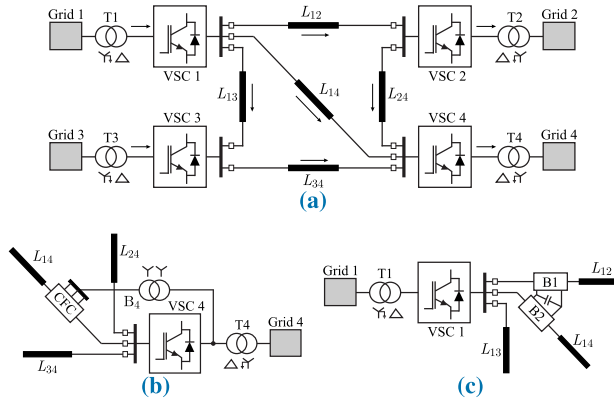 Grid 1
T1
VSC 1
L12
VSC 2
T2
Grid 2
L13
L14
L24
Grid 3
T3
VSC 3
L34
VSC 4
T4
Grid 4
(a)
L14
CFC
L24
B4
VSC 4
T4
Grid 4
L34
(b)
Grid 1
T1
VSC 1
B1
L12
B2
L13
L14
(c)